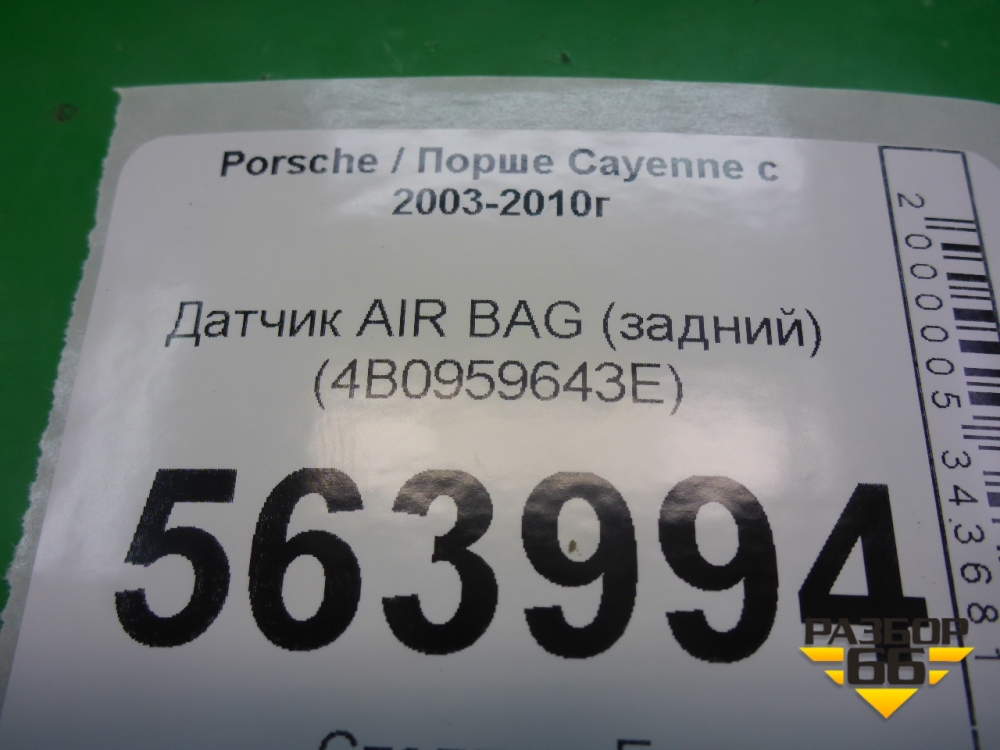 Porsche / Порше Cayenne с
2003-2010г
Датчик AIR BAG (задний)
(4B0959643E)
563994
2000005343681
РАЗБОР
66